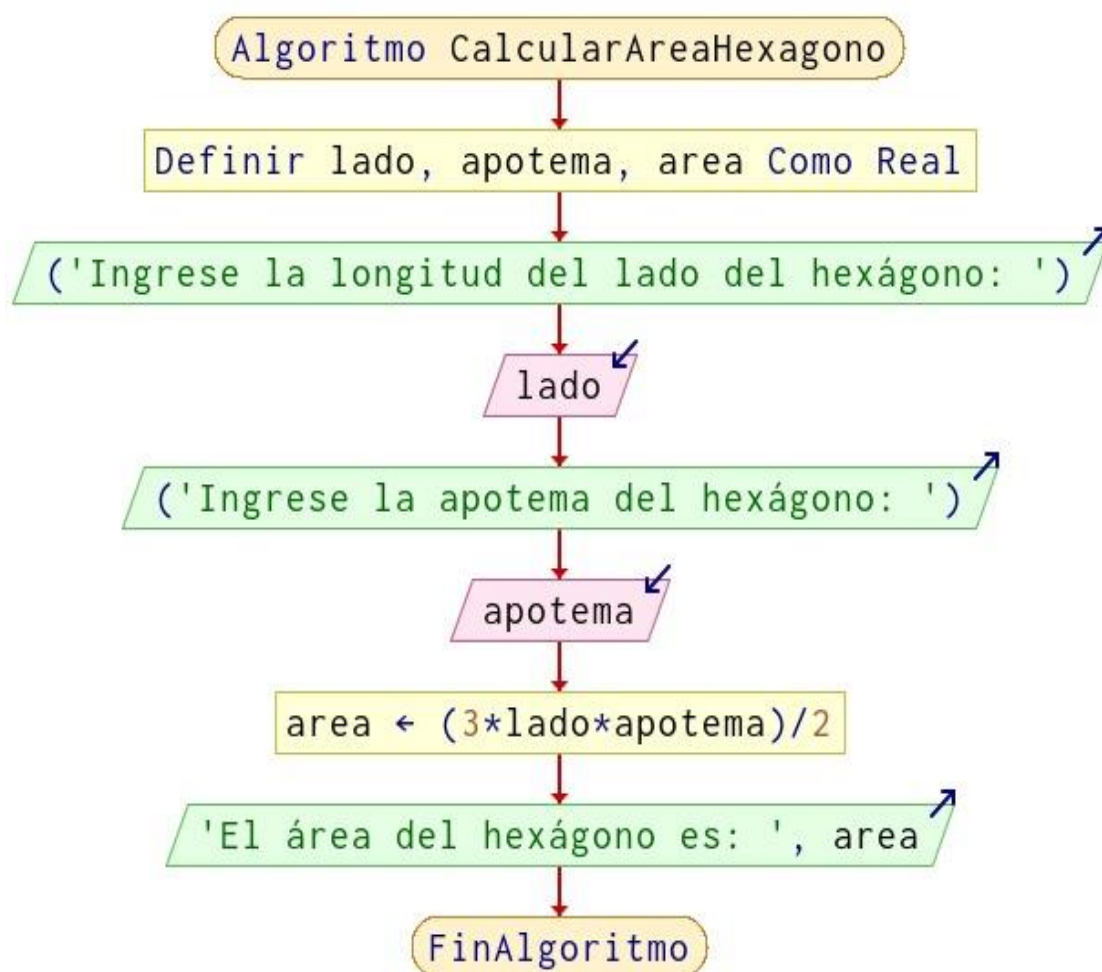 Algoritmo CalcularAreaHexagono
Definir lado, apotema, area Como Real
('Ingrese la longitud del lado del hexágono: ')
lado
('Ingrese la apotema del hexágono: ')
apotema
area ← (3*lado*apotema)/2
'El área del hexágono es: ', area
FinAlgoritmo